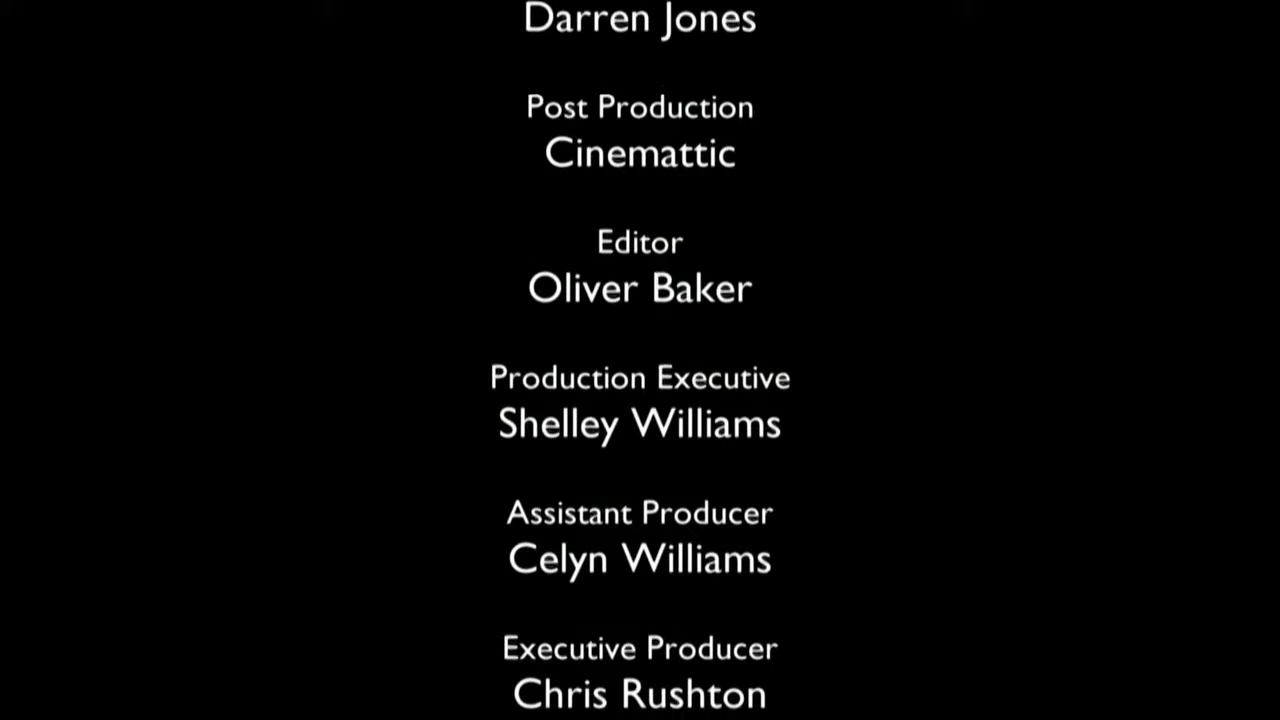 Darren Jones
Post Production
Cinemattic
Editor
Oliver Baker
Production Executive
Shelley Williams
Assistant Producer
Celyn Williams
Executive Producer
Chris Rushton